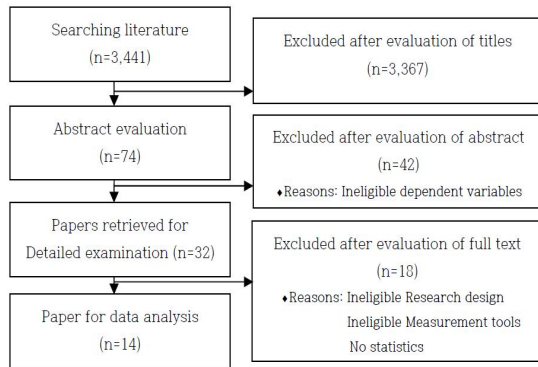 Searching literature
(n=3,441)
Excluded after evaluation of titles
(n=3,367)
Abstract evaluation
(n=74)
Excluded after evaluation of abstract
(n=42)
♦Reasons: Ineligible dependent variables
Papers retrieved for
Detailed examination (n=32)
Excluded after evaluation of full text
(n=18)
♦Reasons: Ineligible Research design
Ineligible Measurement tools
No statistics
Paper for data analysis
(n=14)